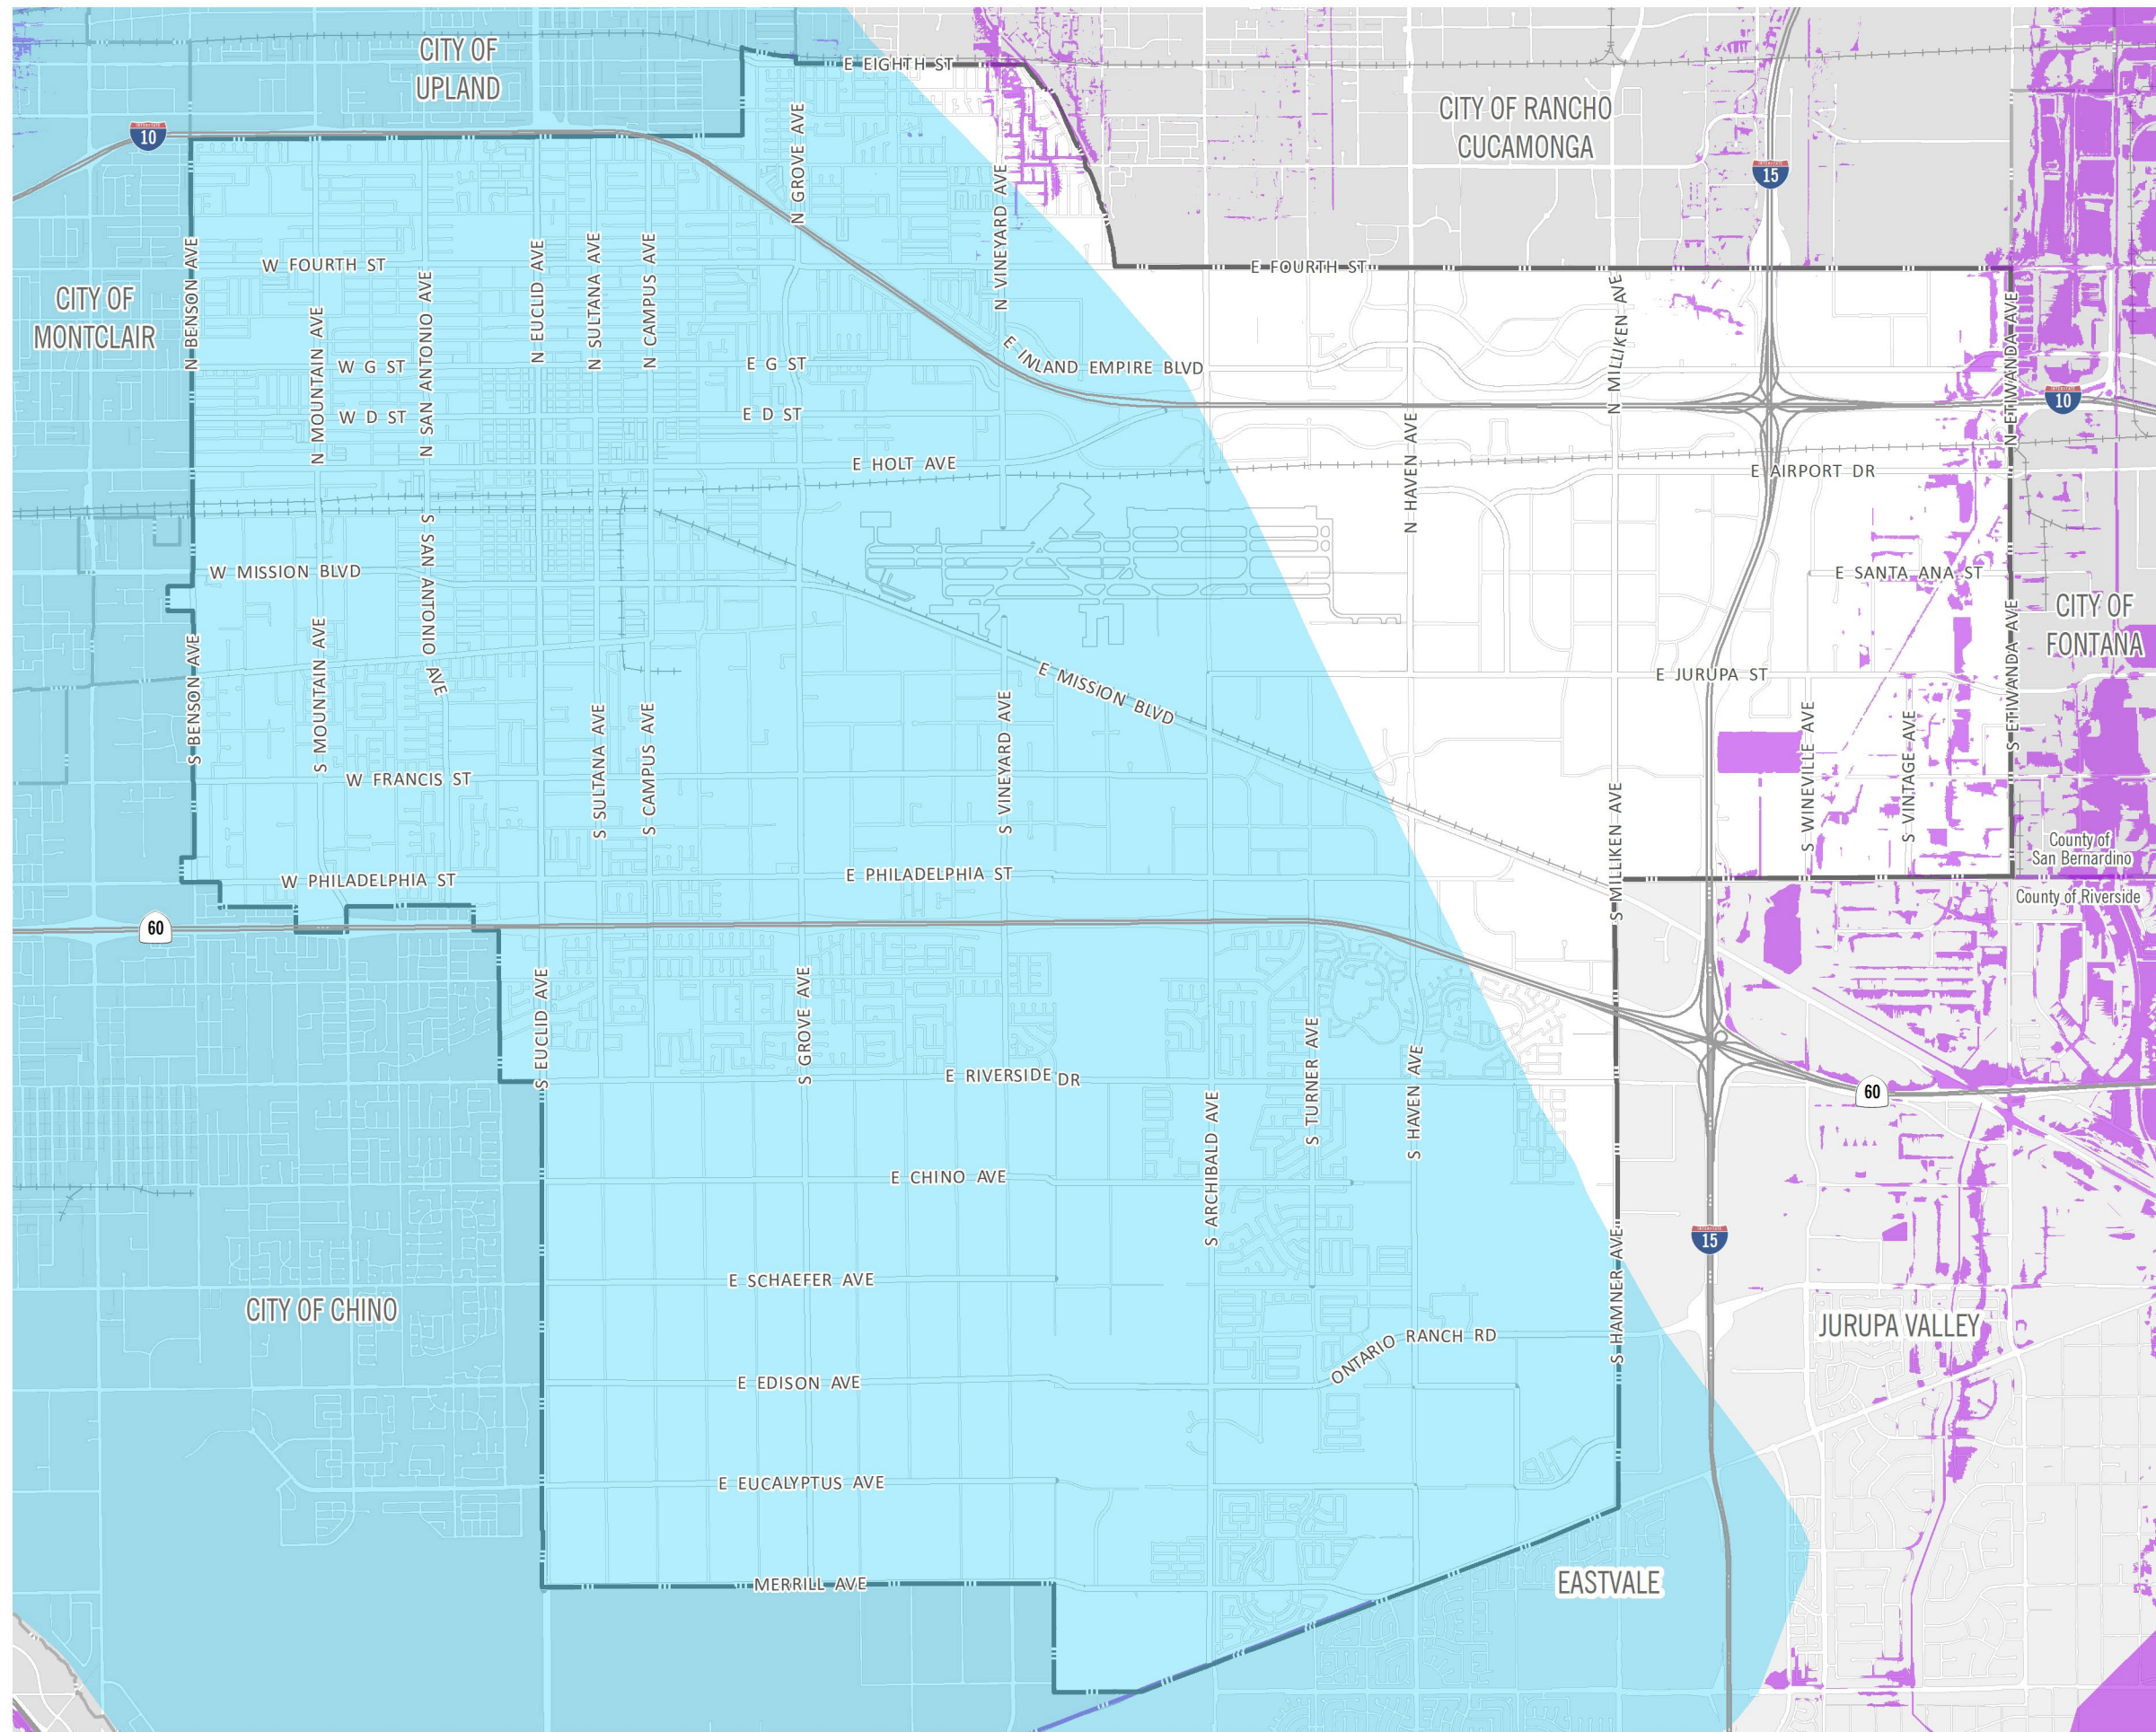 CITY OF
UPLAND
E EIGHTH ST
CITY OF RANCHO
CUCAMONGA
INTERSTATE
10
INTERSTATE
15
N GROVE AVE
N VINEYARD AVE
N BENSON AVE
W FOURTH ST
N EUCLID AVE
N SULTANA AVE
N CAMPUS AVE
E FOURTH ST
CITY OF
MONTCLAIR
N MOUNTAIN AVE
N SAN ANTONIO AVE
N MILLIKEN AVE
N ETIWANDA AVE
W G ST
E G ST
E INLAND EMPIRE BLVD
W D ST
E D ST
INTERSTATE
10
N HAVEN AVE
E HOLT AVE
E AIRPORT DR
W MISSION BLVD
S SAN ANTONIO AVE
E SANTA ANA ST
CITY OF
FONTANA
S BENSON AVE
S MOUNTAIN AVE
E MISSION BLVD
E JURUPA ST
S ETIWANDA AVE
S SULTANA AVE
S CAMPUS AVE
S VINEYARD AVE
S WINEVILLE AVE
S VINTAGE AVE
W FRANCIS ST
S MILLIKEN AVE
County of
San Bernardino
County of Riverside
W PHILADELPHIA ST
E PHILADELPHIA ST
60
S EUCLID AVE
S GROVE AVE
E RIVERSIDE DR
S TURNER AVE
S HAVEN AVE
60
S ARCHIBALD AVE
E CHINO AVE
INTERSTATE
15
S HAMNER AVE
E SCHAEFER AVE
CITY OF CHINO
ONTARIO RANCH RD
JURUPA VALLEY
E EDISON AVE
E EUCALYPTUS AVE
MERRILL AVE
EASTVALE